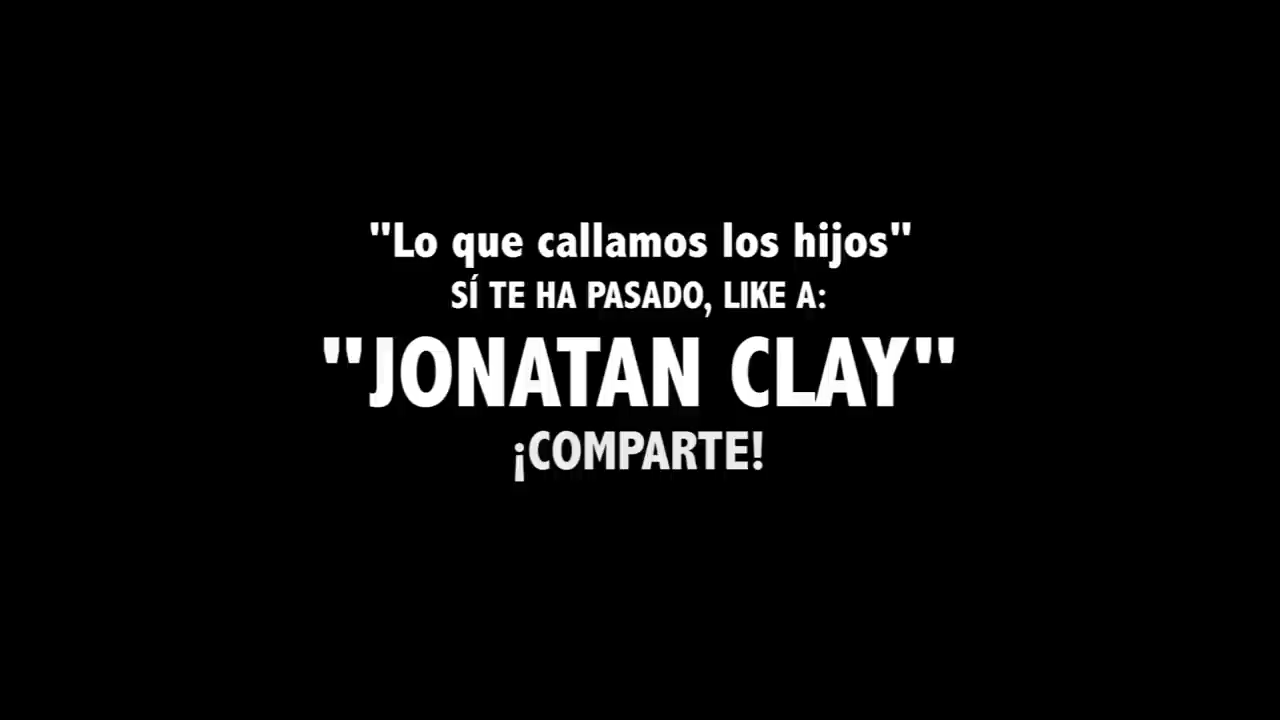 "Lo que callamos los hijos"
SÍ TE HA PASADO, LIKE A:
"JONATAN CLAY"
¡COMPARTE!